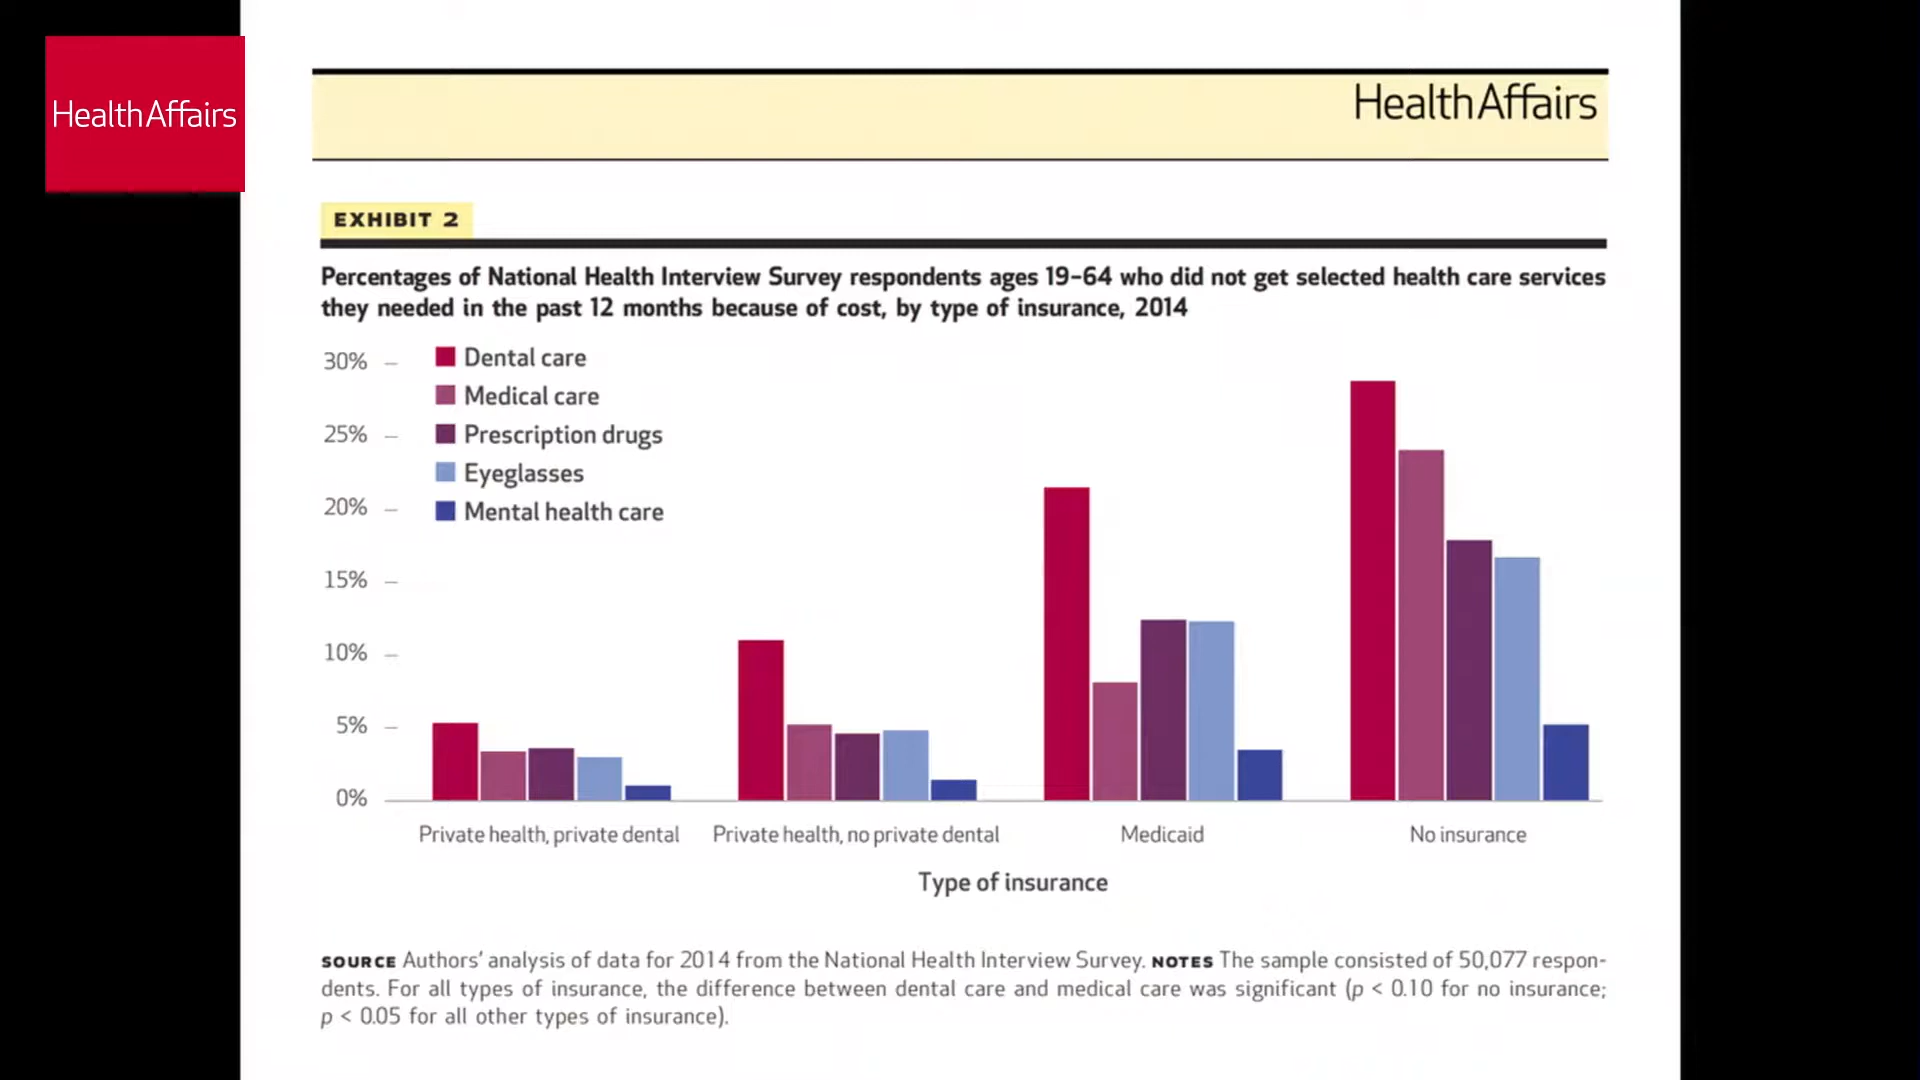 HealthAffairs
HealthAffairs
EXHIBIT 2
Percentages of National Health Interview Survey respondents ages 19–64 who did not get selected health care services
they needed in the past 12 months because of cost, by type of insurance, 2014
30%
25%
20%
15%
10%
5%
0%
Dental care
Medical care
Prescription drugs
Eyeglasses
Mental health care
Private health, private dental
Private health, no private dental
Medicaid
No insurance
Type of insurance
SOURCE Authors’ analysis of data for 2014 from the National Health Interview Survey. NOTES The sample consisted of 50,077 respon-
dents. For all types of insurance, the difference between dental care and medical care was significant (p < 0.10 for no insurance;
p < 0.05 for all other types of insurance).